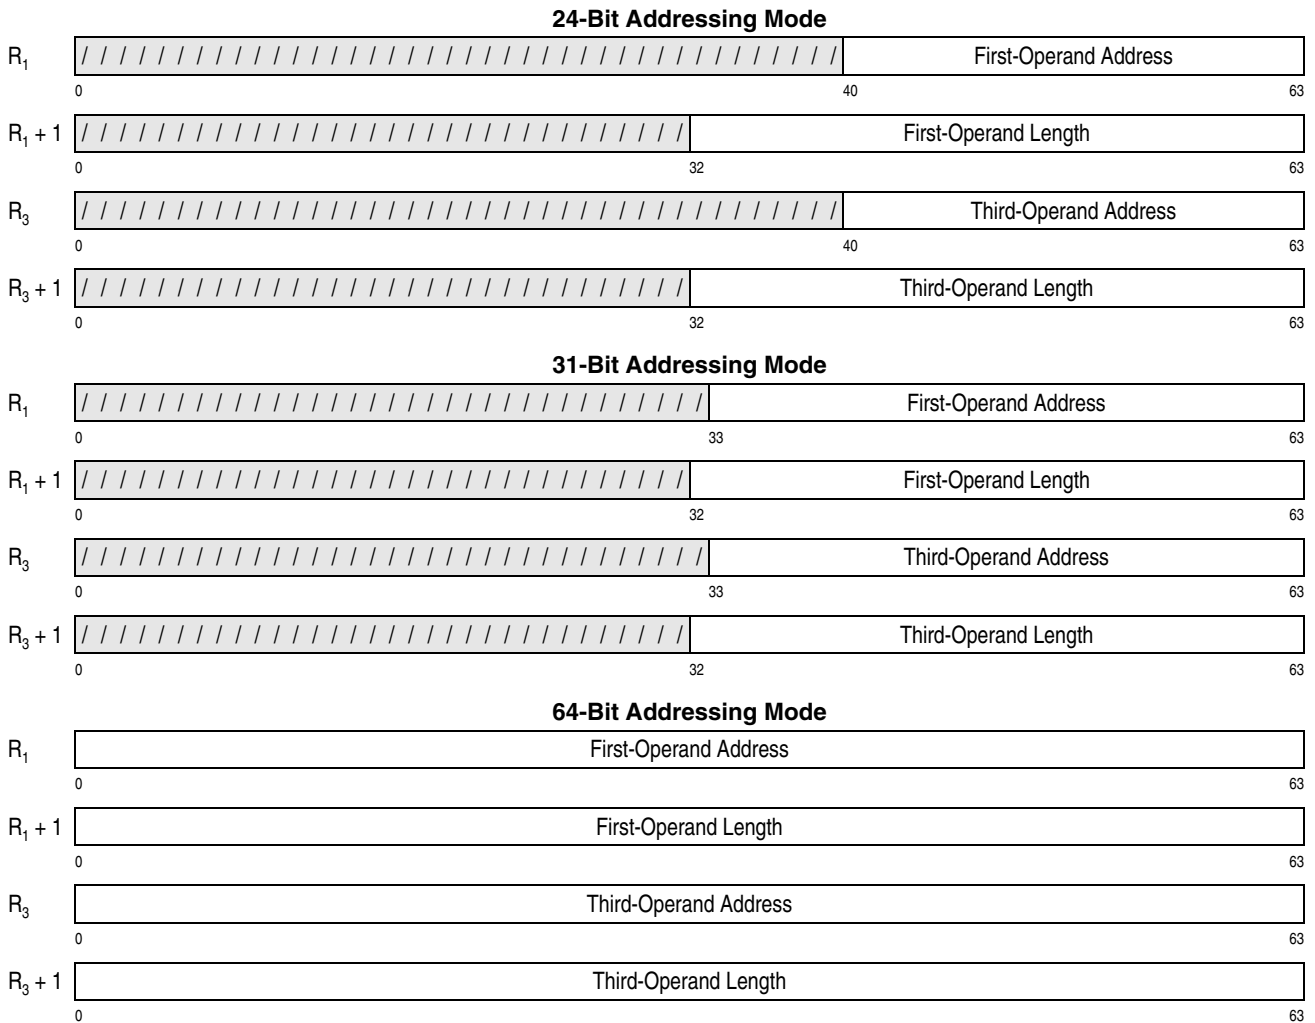 24-Bit Addressing Mode
R₁ / / / / / / / / / / / / / / / / / / / / / / / / / / / / / / / / / / / / / / / / First-Operand Address
0 40 63
R₁ + 1 / / / / / / / / / / / / / / / / / / / / / / / / / / / / / / / / First-Operand Length
0 32 63
R₃ / / / / / / / / / / / / / / / / / / / / / / / / / / / / / / / / / / / / / / / / Third-Operand Address
0 40 63
R₃ + 1 / / / / / / / / / / / / / / / / / / / / / / / / / / / / / / / / Third-Operand Length
0 32 63
31-Bit Addressing Mode
R₁ / / / / / / / / / / / / / / / / / / / / / / / / / / / / / / / / / First-Operand Address
0 33 63
R₁ + 1 / / / / / / / / / / / / / / / / / / / / / / / / / / / / / / / / First-Operand Length
0 32 63
R₃ / / / / / / / / / / / / / / / / / / / / / / / / / / / / / / / / / Third-Operand Address
0 33 63
R₃ + 1 / / / / / / / / / / / / / / / / / / / / / / / / / / / / / / / / Third-Operand Length
0 32 63
64-Bit Addressing Mode
R₁ First-Operand Address
0 63
R₁ + 1 First-Operand Length
0 63
R₃ Third-Operand Address
0 63
R₃ + 1 Third-Operand Length
0 63